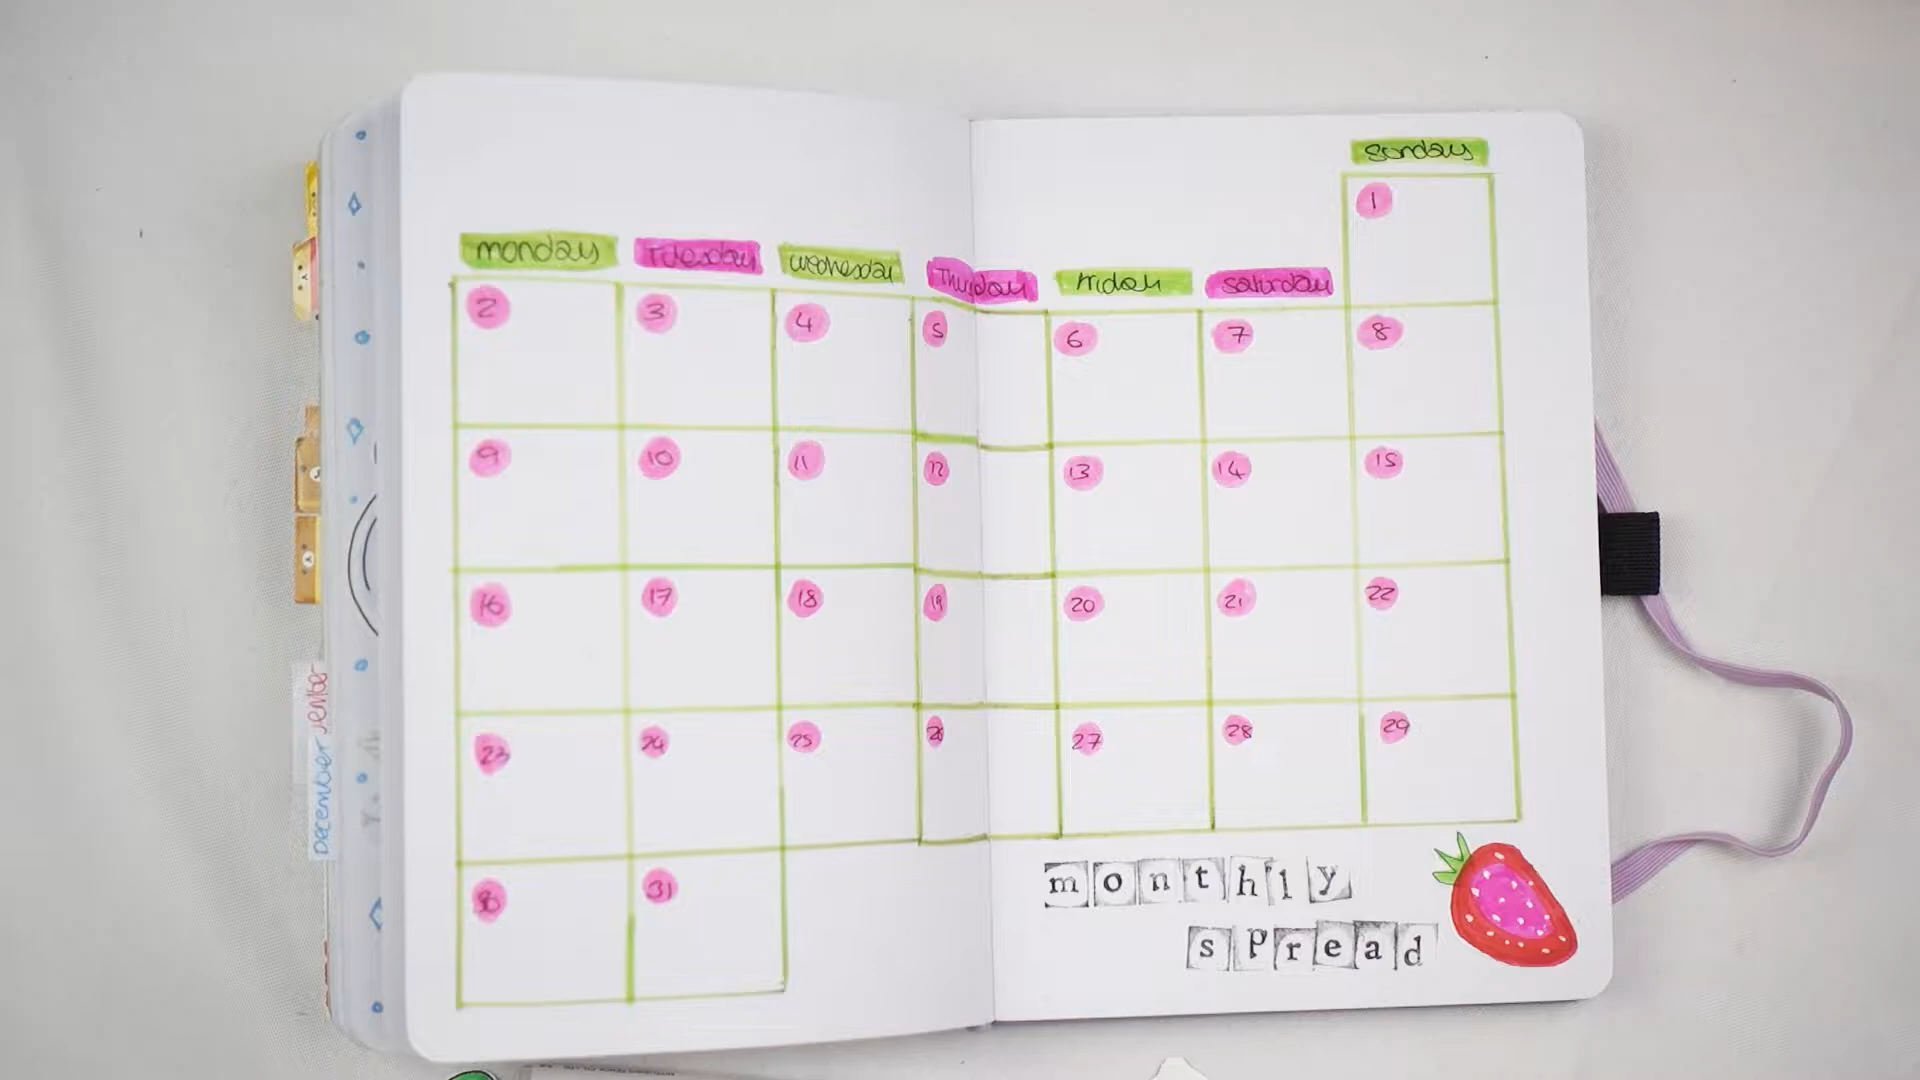 sunday
1
monday Tuesday wednesday Thursday friday saturday
2 3 4 5 6 7 8
9 10 11 12 13 14 15
16 17 18 19 20 21 22
23 24 25 26 27 28 29
30 31
monthly
spread
vember
December